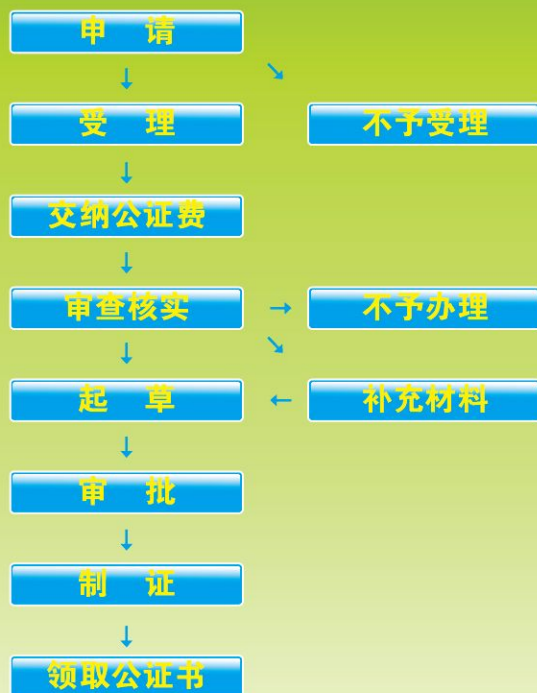 申 请
受 理
不予受理
交纳公证费
审查核实
不予办理
起 草
补充材料
审 批
制 证
领取公证书